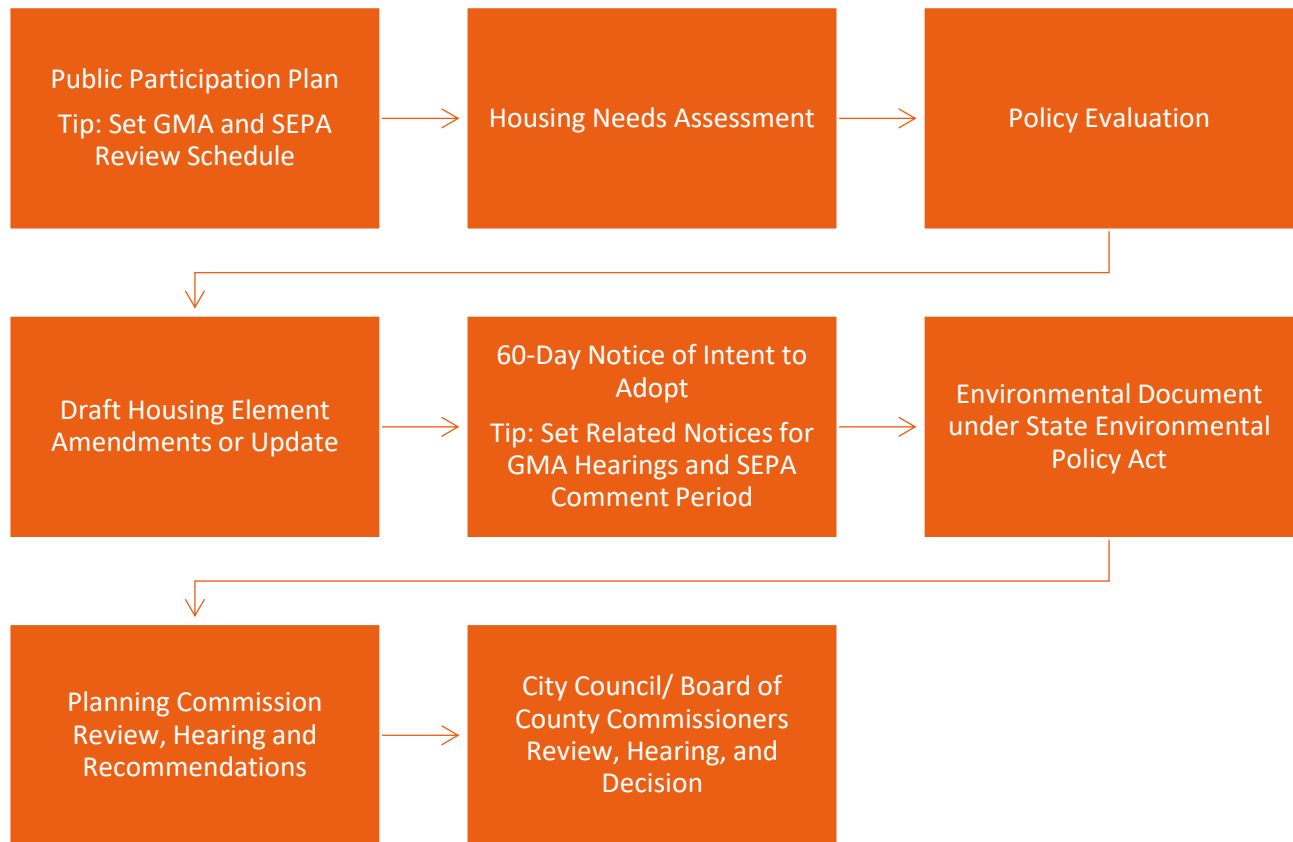 Public Participation Plan
Tip: Set GMA and SEPA
Review Schedule
Housing Needs Assessment
Policy Evaluation
Draft Housing Element
Amendments or Update
60-Day Notice of Intent to
Adopt
Tip: Set Related Notices for
GMA Hearings and SEPA
Comment Period
Environmental Document
under State Environmental
Policy Act
Planning Commission
Review, Hearing and
Recommendations
City Council/ Board of
County Commissioners
Review, Hearing, and
Decision